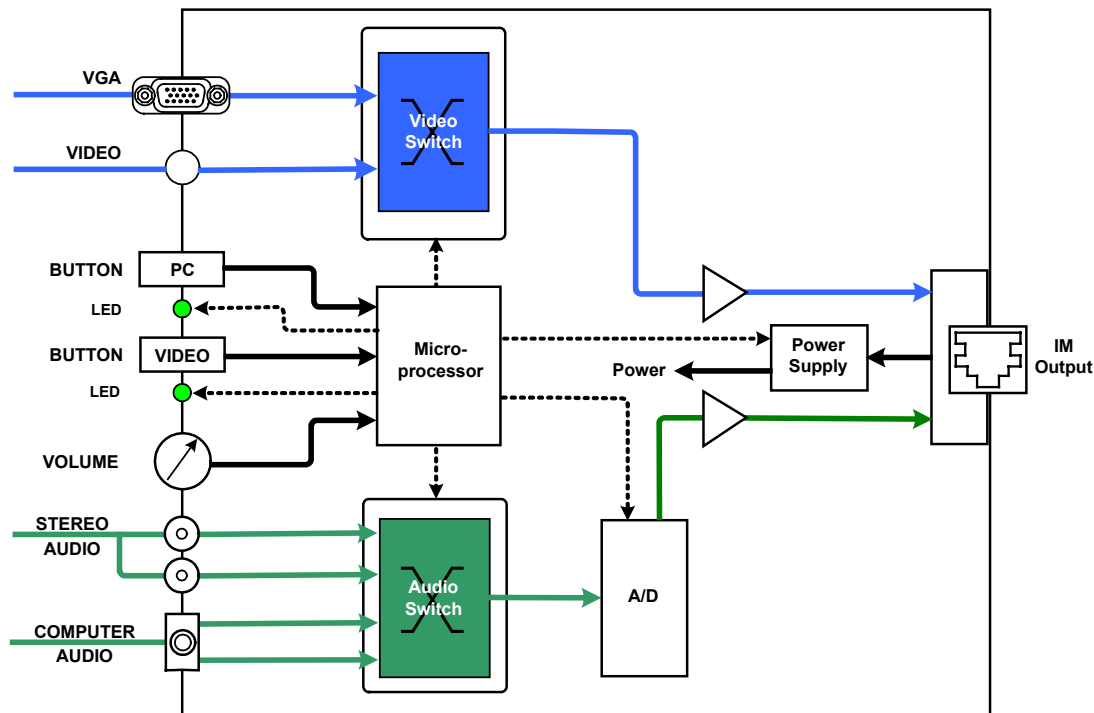 VGA
VIDEO
Video
Switch
BUTTON
PC
LED
BUTTON
VIDEO
LED
VOLUME
Micro-
processor
Power
Power
Supply
IM
Output
STEREO
AUDIO
COMPUTER
AUDIO
Audio
Switch
A/D